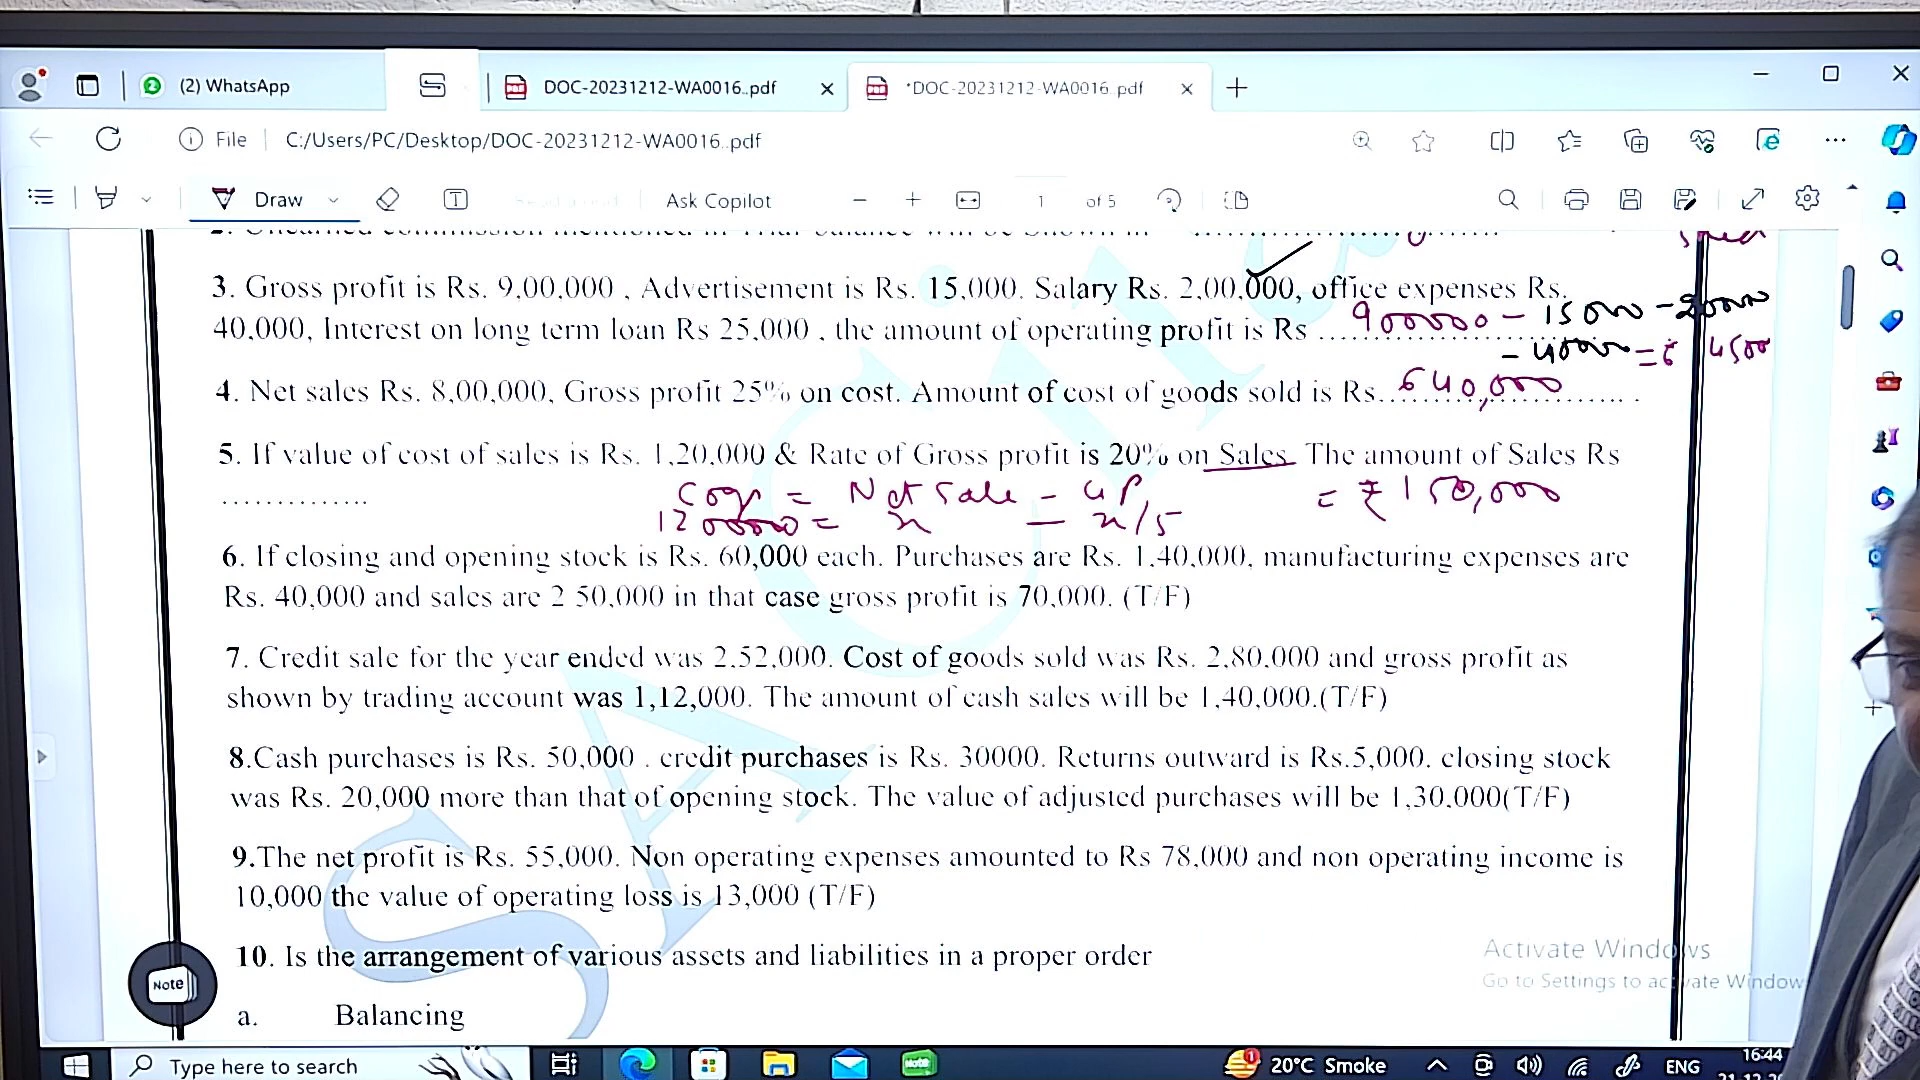 (2) WhatsApp
DOC-20231212-WA0016..pdf
*DOC-20231212-WA0016..pdf
File
C:/Users/PC/Desktop/DOC-20231212-WA0016..pdf
Draw
Ask Copilot
1 of 5
2. Unearned commission mentioned in Trial balance will be shown in
3. Gross profit is Rs. 9,00,000 , Advertisement is Rs. 15,000. Salary Rs. 2,00,000, office expenses Rs.
40,000, Interest on long term loan Rs 25,000 , the amount of operating profit is Rs ..............
900000 - 15000 - 200000
- 40000 = 6 4500
4. Net sales Rs. 8,00,000, Gross profit 25% on cost. Amount of cost of goods sold is Rs. 640,000
5. If value of cost of sales is Rs. 1,20,000 & Rate of Gross profit is 20% on Sales The amount of Sales Rs
..............
Cogs = Net Sale - GP
= ₹ 150,000
120000 = x - x/5
6. If closing and opening stock is Rs. 60,000 each. Purchases are Rs. 1,40,000, manufacturing expenses are
Rs. 40,000 and sales are 2 50,000 in that case gross profit is 70,000. (T/F)
7. Credit sale for the year ended was 2,52,000. Cost of goods sold was Rs. 2,80,000 and gross profit as
shown by trading account was 1,12,000. The amount of cash sales will be 1,40,000.(T/F)
8.Cash purchases is Rs. 50,000 . credit purchases is Rs. 30000. Returns outward is Rs.5,000. closing stock
was Rs. 20,000 more than that of opening stock. The value of adjusted purchases will be 1,30,000(T/F)
9.The net profit is Rs. 55,000. Non operating expenses amounted to Rs 78,000 and non operating income is
10,000 the value of operating loss is 13,000 (T/F)
10. Is the arrangement of various assets and liabilities in a proper order
Activate Windows
Go to Settings to activate Window
Note
a. Balancing
Type here to search
20°C Smoke
ENG
16:44